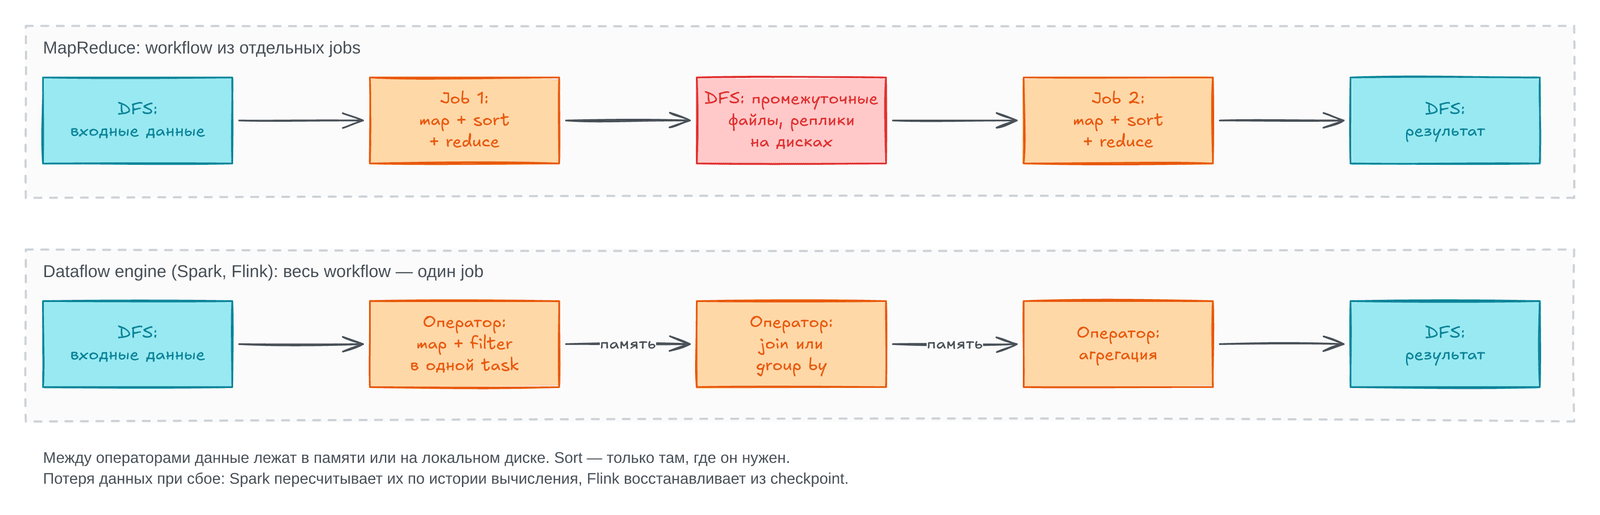 MapReduce: workflow из отдельных jobs
DFS:
входные данные
Job 1:
map + sort
+ reduce
DFS: промежуточные
файлы, реплики
на дисках
Job 2:
map + sort
+ reduce
DFS:
результат
Dataflow engine (Spark, Flink): весь workflow — один job
DFS:
входные данные
Оператор:
map + filter
в одной task
память
Оператор:
join или
group by
память
Оператор:
агрегация
DFS:
результат
Между операторами данные лежат в памяти или на локальном диске. Sort — только там, где он нужен.
Потеря данных при сбое: Spark пересчитывает их по истории вычисления, Flink восстанавливает из checkpoint.